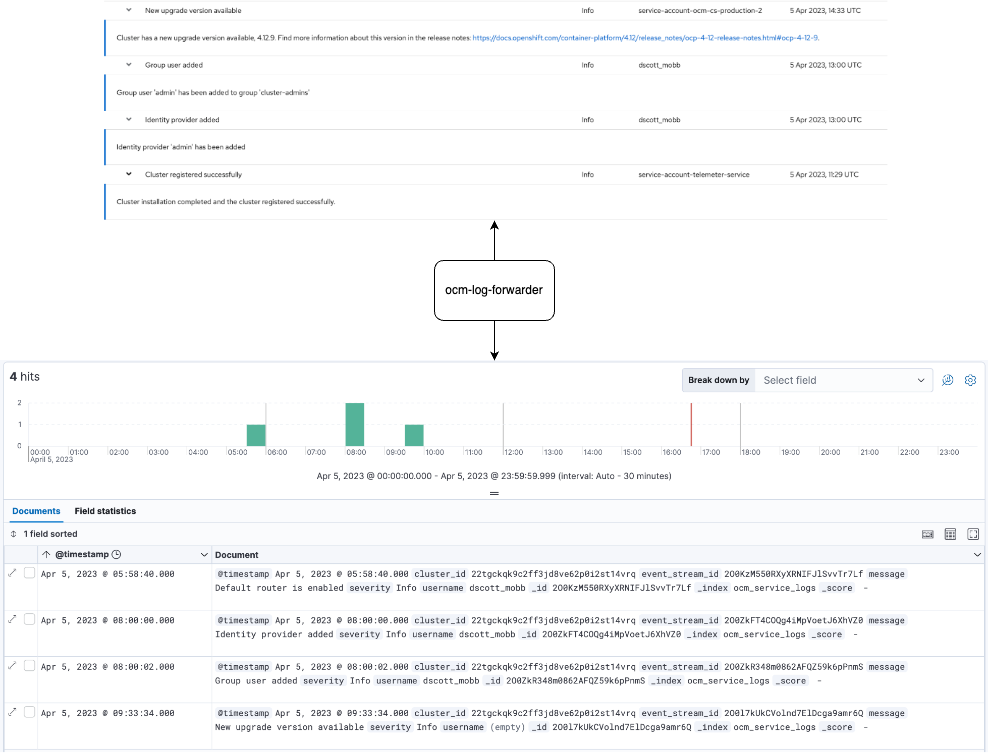 New upgrade version available Info service-account-ocm-cs-production-2 5 Apr 2023, 14:33 UTC
Cluster has a new upgrade version available, 4.12.9. Find more information about this version in the release notes: https://docs.openshift.com/container-platform/4.12/release_notes/ocp-4-12-release-notes.html#ocp-4-12-9.
Group user added Info dscott_mobb 5 Apr 2023, 13:00 UTC
Group user 'admin' has been added to group 'cluster-admins'
Identity provider added Info dscott_mobb 5 Apr 2023, 13:00 UTC
Identity provider 'admin' has been added
Cluster registered successfully Info service-account-telemeter-service 5 Apr 2023, 11:29 UTC
Cluster installation completed and the cluster registered successfully.
ocm-log-forwarder
4 hits
Break down by Select field
2
1
0
00:00 01:00 02:00 03:00 04:00 05:00 06:00 07:00 08:00 09:00 10:00 11:00 12:00 13:00 14:00 15:00 16:00 17:00 18:00 19:00 20:00 21:00 22:00 23:00
April 5, 2023
Apr 5, 2023 @ 00:00:00.000 - Apr 5, 2023 @ 23:59:59.999 (interval: Auto - 30 minutes)
Documents Field statistics
1 field sorted
@timestamp Document
Apr 5, 2023 @ 05:58:40.000 @timestamp Apr 5, 2023 @ 05:58:40.000 cluster_id 22tgckqk9c2ff3jd8ve62p0i2st14vrq event_stream_id 2O0KzM550RXyXRNIFJlSvvTr7Lf message
Default router is enabled severity Info username dscott_mobb _id 2O0KzM550RXyXRNIFJlSvvTr7Lf _index ocm_service_logs _score -
Apr 5, 2023 @ 08:00:00.000 @timestamp Apr 5, 2023 @ 08:00:00.000 cluster_id 22tgckqk9c2ff3jd8ve62p0i2st14vrq event_stream_id 2O0ZkFT4COQg4iMpVoetJ6XhVZ0 message
Identity provider added severity Info username dscott_mobb _id 2O0ZkFT4COQg4iMpVoetJ6XhVZ0 _index ocm_service_logs _score -
Apr 5, 2023 @ 08:00:02.000 @timestamp Apr 5, 2023 @ 08:00:02.000 cluster_id 22tgckqk9c2ff3jd8ve62p0i2st14vrq event_stream_id 2O0ZkR348m0862AFQZ59k6pPnmS message
Group user added severity Info username dscott_mobb _id 2O0ZkR348m0862AFQZ59k6pPnmS _index ocm_service_logs _score -
Apr 5, 2023 @ 09:33:34.000 @timestamp Apr 5, 2023 @ 09:33:34.000 cluster_id 22tgckqk9c2ff3jd8ve62p0i2st14vrq event_stream_id 2O0l7kUkCVolnd7ElDcga9amr6Q message
New upgrade version available severity Info username (empty) _id 2O0l7kUkCVolnd7ElDcga9amr6Q _index ocm_service_logs _score -